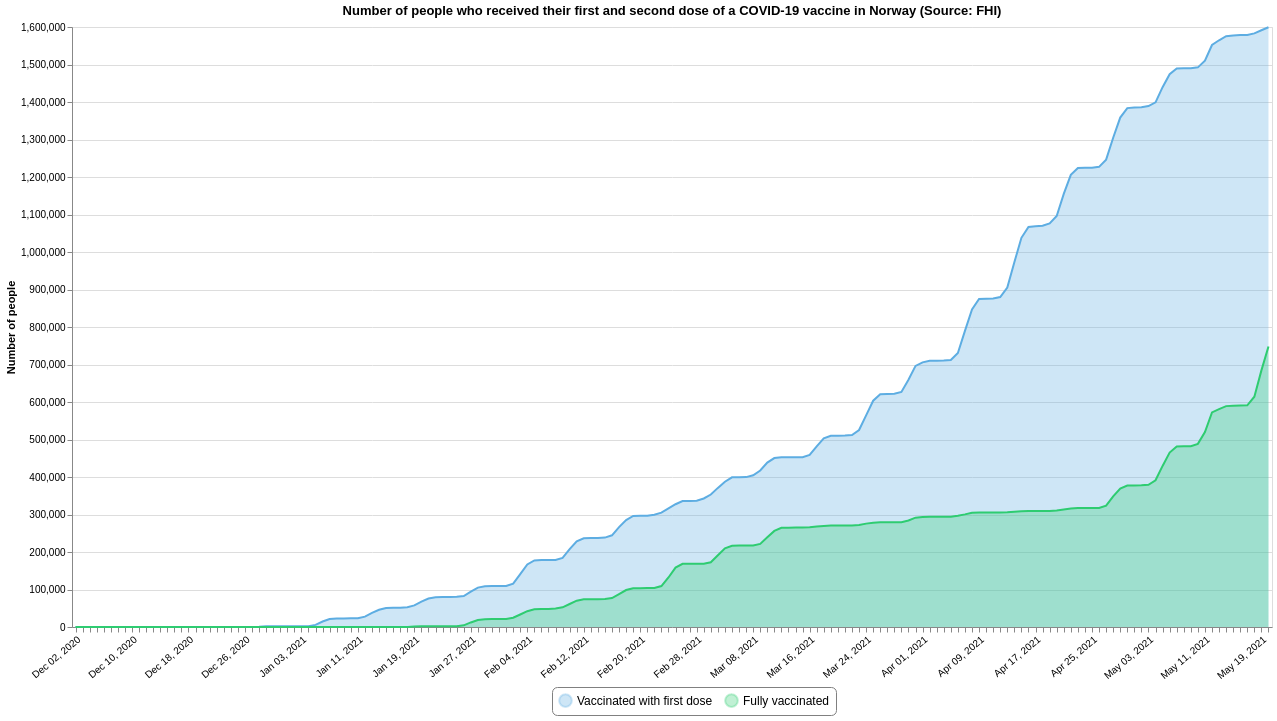 Number of people who received their first and second dose of a COVID-19 vaccine in Norway (Source: FHI)
Number of people
1,600,000
1,500,000
1,400,000
1,300,000
1,200,000
1,100,000
1,000,000
900,000
800,000
700,000
600,000
500,000
400,000
300,000
200,000
100,000
0
Dec 02, 2020
Dec 10, 2020
Dec 18, 2020
Dec 26, 2020
Jan 03, 2021
Jan 11, 2021
Jan 19, 2021
Jan 27, 2021
Feb 04, 2021
Feb 12, 2021
Feb 20, 2021
Feb 28, 2021
Mar 08, 2021
Mar 16, 2021
Mar 24, 2021
Apr 01, 2021
Apr 09, 2021
Apr 17, 2021
Apr 25, 2021
May 03, 2021
May 11, 2021
May 19, 2021
Vaccinated with first dose
Fully vaccinated